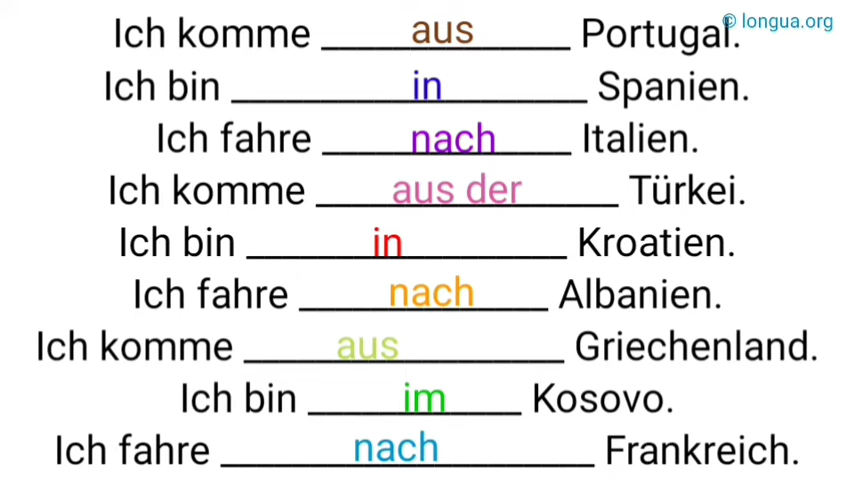 © longua.org
Ich komme aus Portugal.
Ich bin in Spanien.
Ich fahre nach Italien.
Ich komme aus der Türkei.
Ich bin in Kroatien.
Ich fahre nach Albanien.
Ich komme aus Griechenland.
Ich bin im Kosovo.
Ich fahre nach Frankreich.